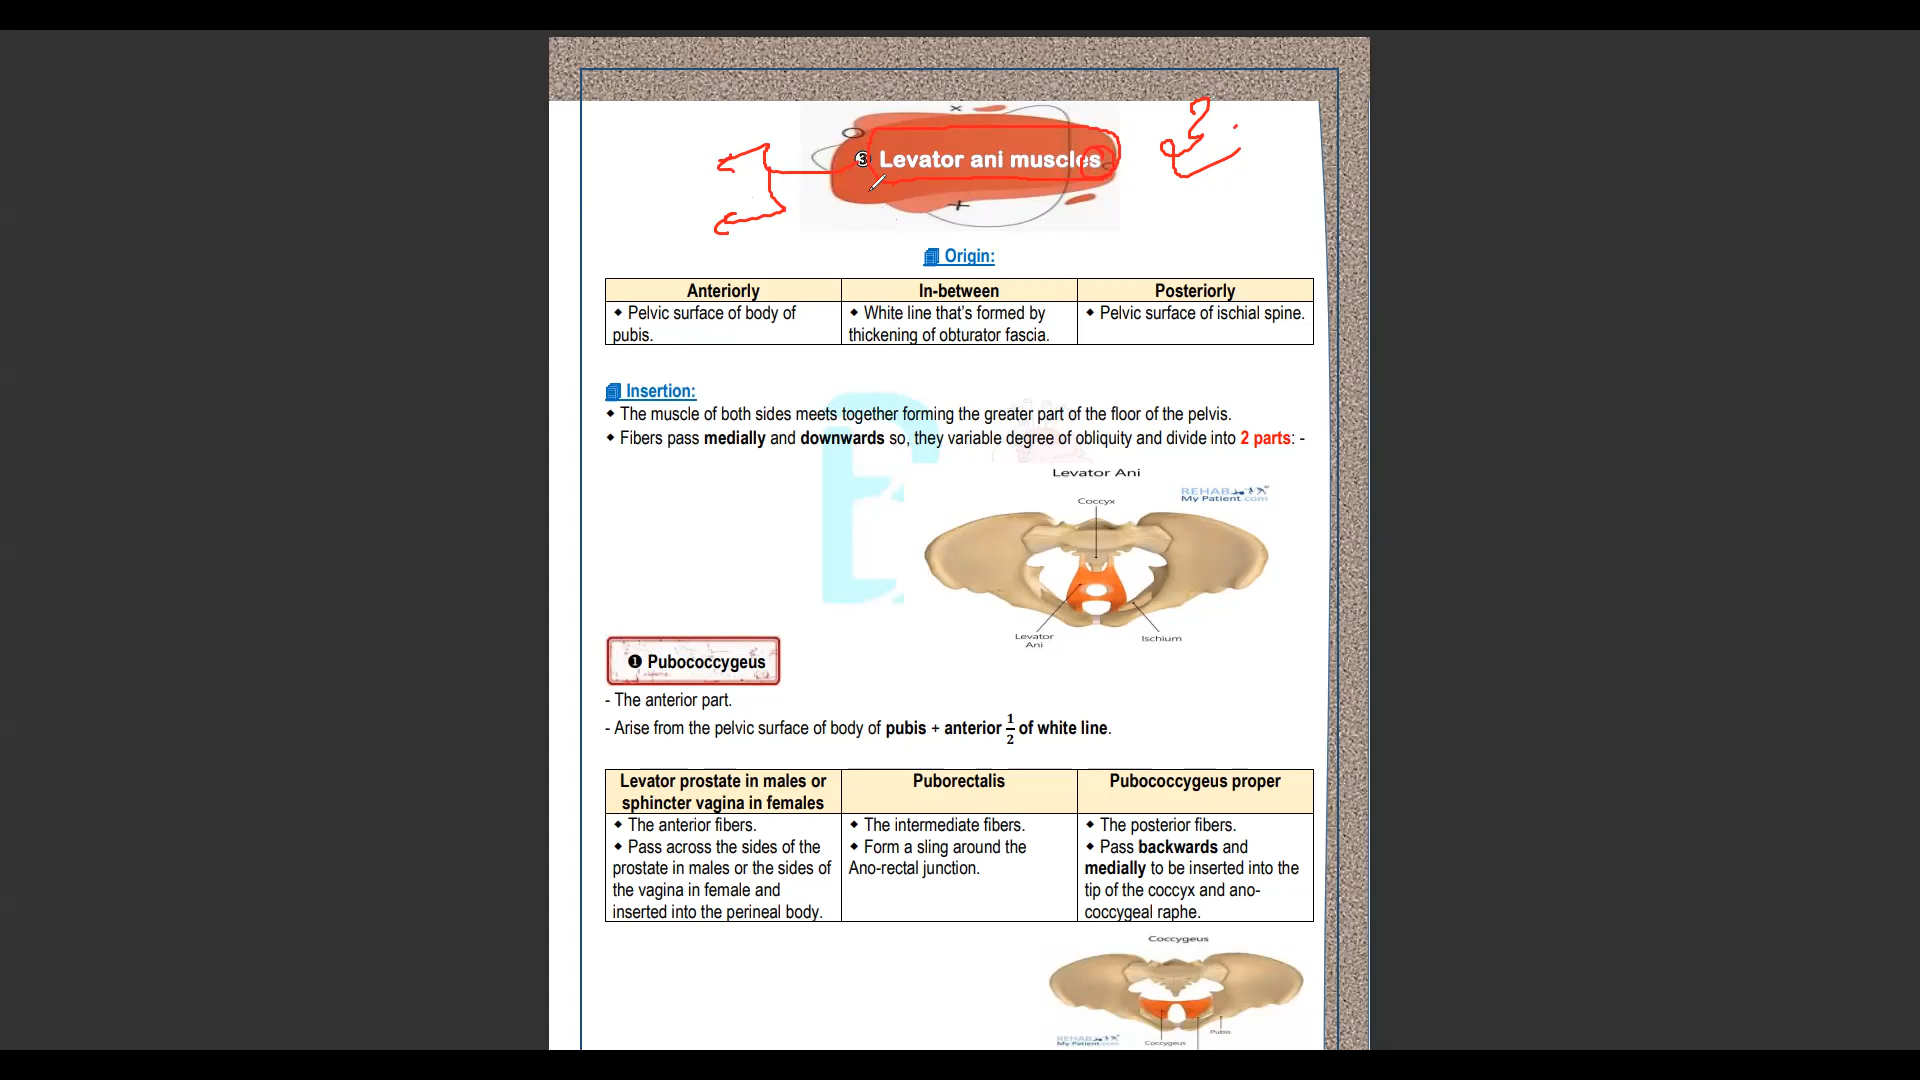 ❸ Levator ani muscles
Origin:
Anteriorly
In-between
Posteriorly
◆ Pelvic surface of body of
pubis.
◆ White line that's formed by
thickening of obturator fascia.
◆ Pelvic surface of ischial spine.
Insertion:
◆ The muscle of both sides meets together forming the greater part of the floor of the pelvis.
◆ Fibers pass medially and downwards so, they variable degree of obliquity and divide into 2 parts: -
Levator Ani
REHAB
My Patient.com
Coccyx
Levator
Ani
Ischium
❶ Pubococcygeus
- The anterior part.
- Arise from the pelvic surface of body of pubis + anterior 1/2 of white line.
Levator prostate in males or
sphincter vagina in females
Puborectalis
Pubococcygeus proper
◆ The anterior fibers.
◆ Pass across the sides of the
prostate in males or the sides of
the vagina in female and
inserted into the perineal body.
◆ The intermediate fibers.
◆ Form a sling around the
Ano-rectal junction.
◆ The posterior fibers.
◆ Pass backwards and
medially to be inserted into the
tip of the coccyx and ano-
coccygeal raphe.
Coccygeus
Pubis
REHAB
My Patient.com
Coccygeus